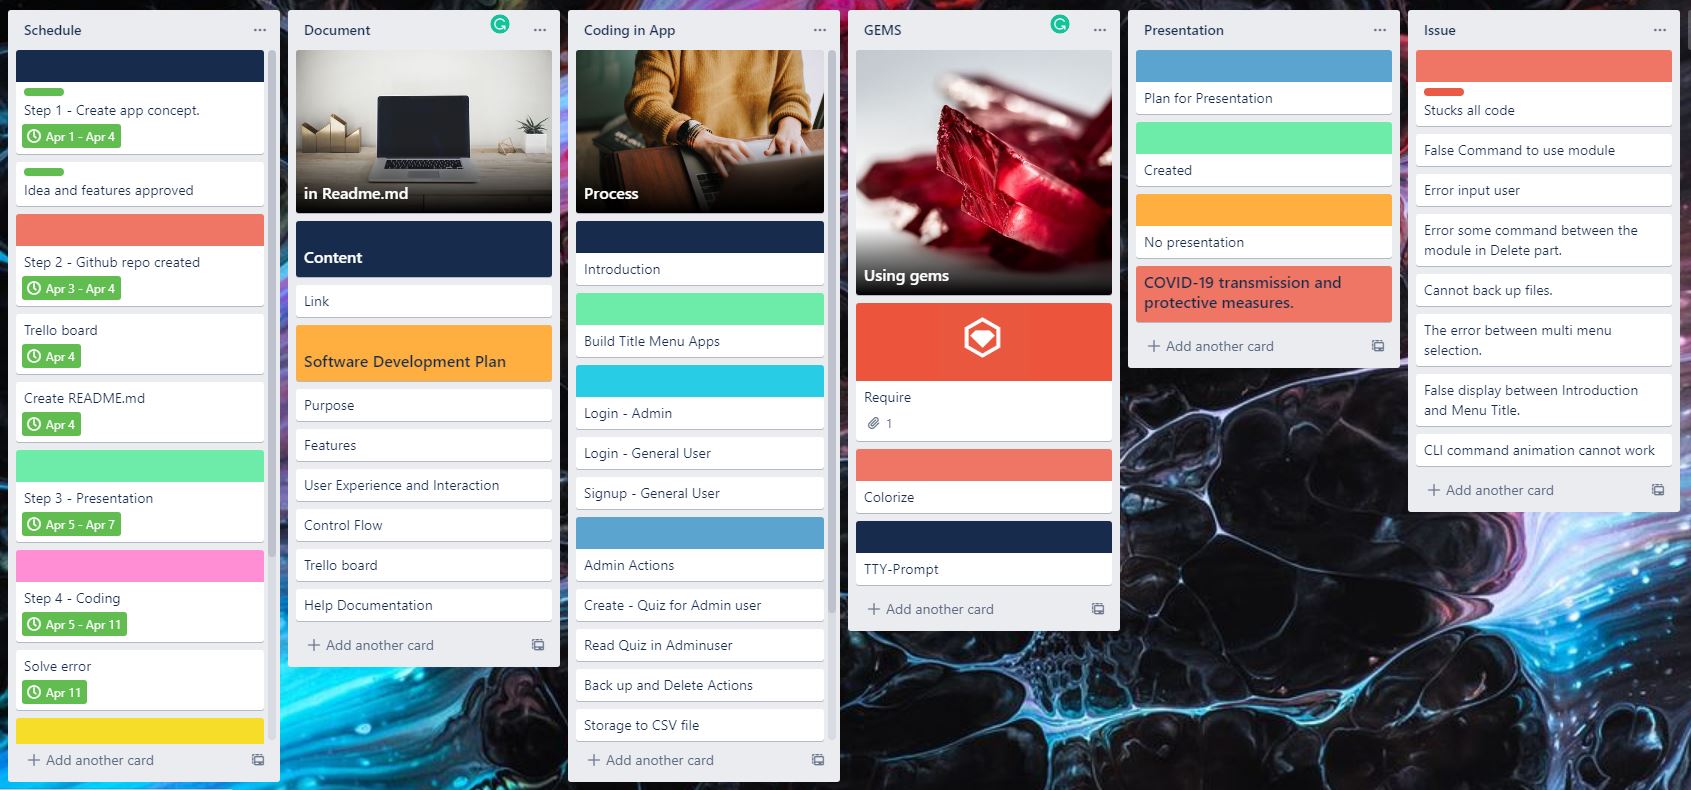 Schedule
Step 1 - Create app concept.
Apr 1 - Apr 4
Idea and features approved
Step 2 - Github repo created
Apr 3 - Apr 4
Trello board
Apr 4
Create README.md
Apr 4
Step 3 - Presentation
Apr 5 - Apr 7
Step 4 - Coding
Apr 5 - Apr 11
Solve error
Apr 11
+ Add another card
Document
in Readme.md
Content
Link
Software Development Plan
Purpose
Features
User Experience and Interaction
Control Flow
Trello board
Help Documentation
+ Add another card
Coding in App
Process
Introduction
Build Title Menu Apps
Login - Admin
Login - General User
Signup - General User
Admin Actions
Create - Quiz for Admin user
Read Quiz in Adminuser
Back up and Delete Actions
Storage to CSV file
+ Add another card
GEMS
Using gems
Require
1
Colorize
TTY-Prompt
+ Add another card
Presentation
Plan for Presentation
Created
No presentation
COVID-19 transmission and
protective measures.
+ Add another card
Issue
Stucks all code
False Command to use module
Error input user
Error some command between the
module in Delete part.
Cannot back up files.
The error between multi menu
selection.
False display between Introduction
and Menu Title.
CLI command animation cannot work
+ Add another card